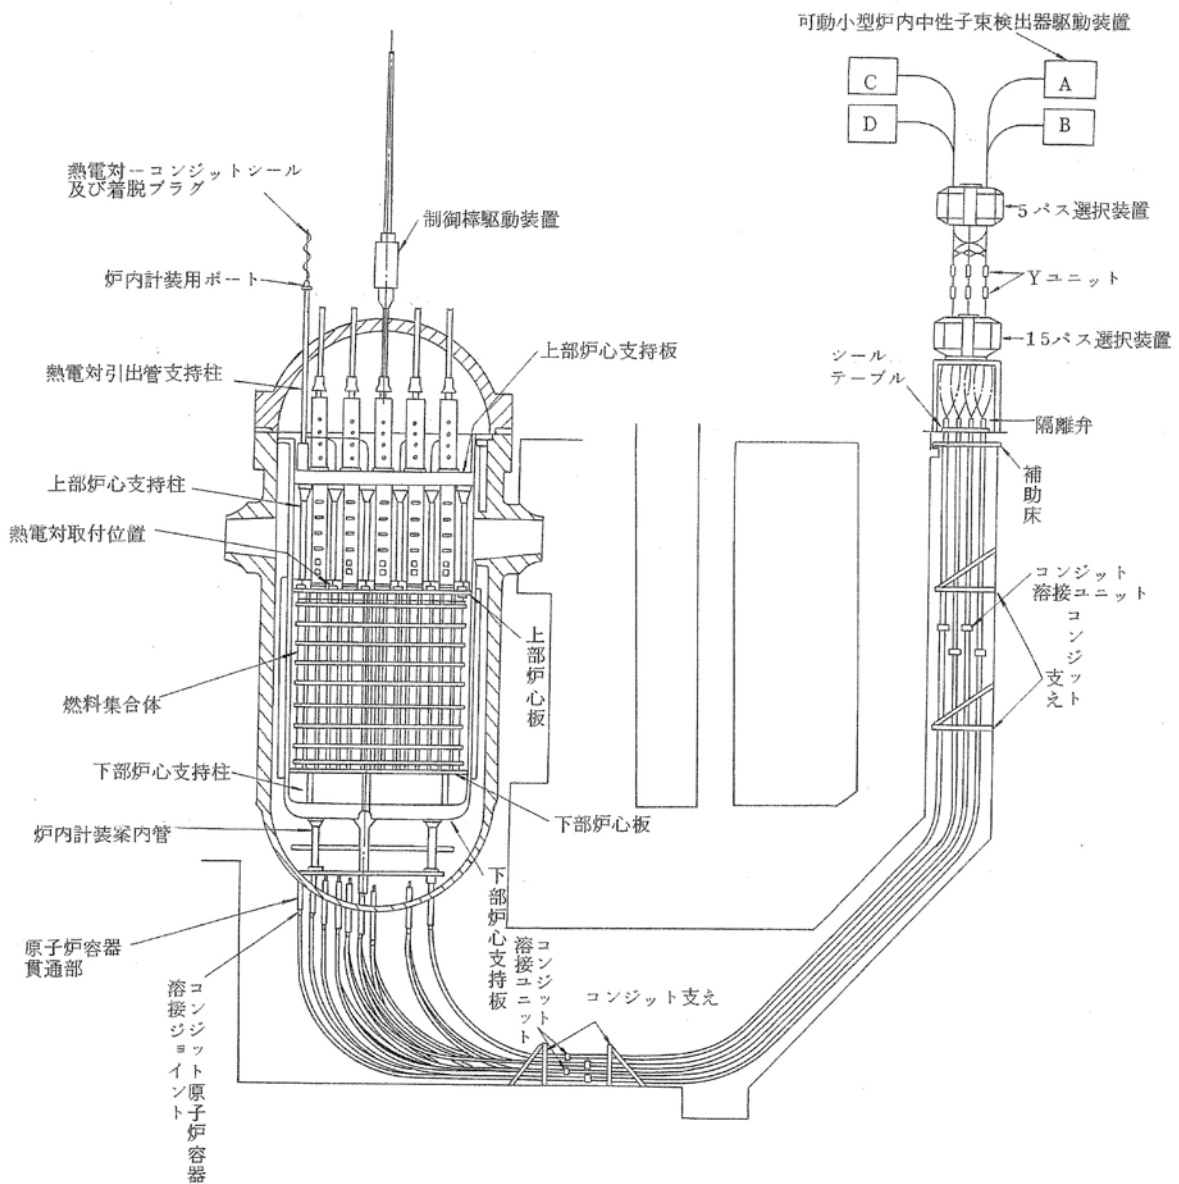 可動小型炉内中性子束検出器駆動装置
C
A
D
B
熱電対ーコンジットシール
及び着脱プラグ
5パス選択装置
制御棒駆動装置
炉内計装用ポート
Yユニット
15パス選択装置
上部炉心支持板
シール
テーブル
熱電対引出管支持柱
隔離弁
上部炉心支持柱
補助床
熱電対取付位置
コンジット
溶接ユニット
コンジット
支え
上部炉心板
燃料集合体
下部炉心支持柱
下部炉心板
炉内計装案内管
下部炉心支持板
原子炉容器
貫通部
コンジット
溶接ユニット
コンジット支え
コンジット原子炉容器
溶接ジョイント